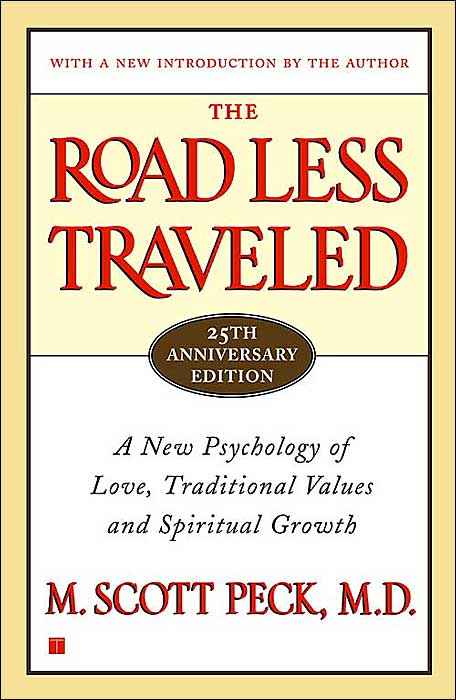 WITH A NEW INTRODUCTION BY THE AUTHOR
THE
ROAD LESS
TRAVELED
25TH
ANNIVERSARY
EDITION
A New Psychology of
Love, Traditional Values
and Spiritual Growth
M. SCOTT PECK, M.D.
T